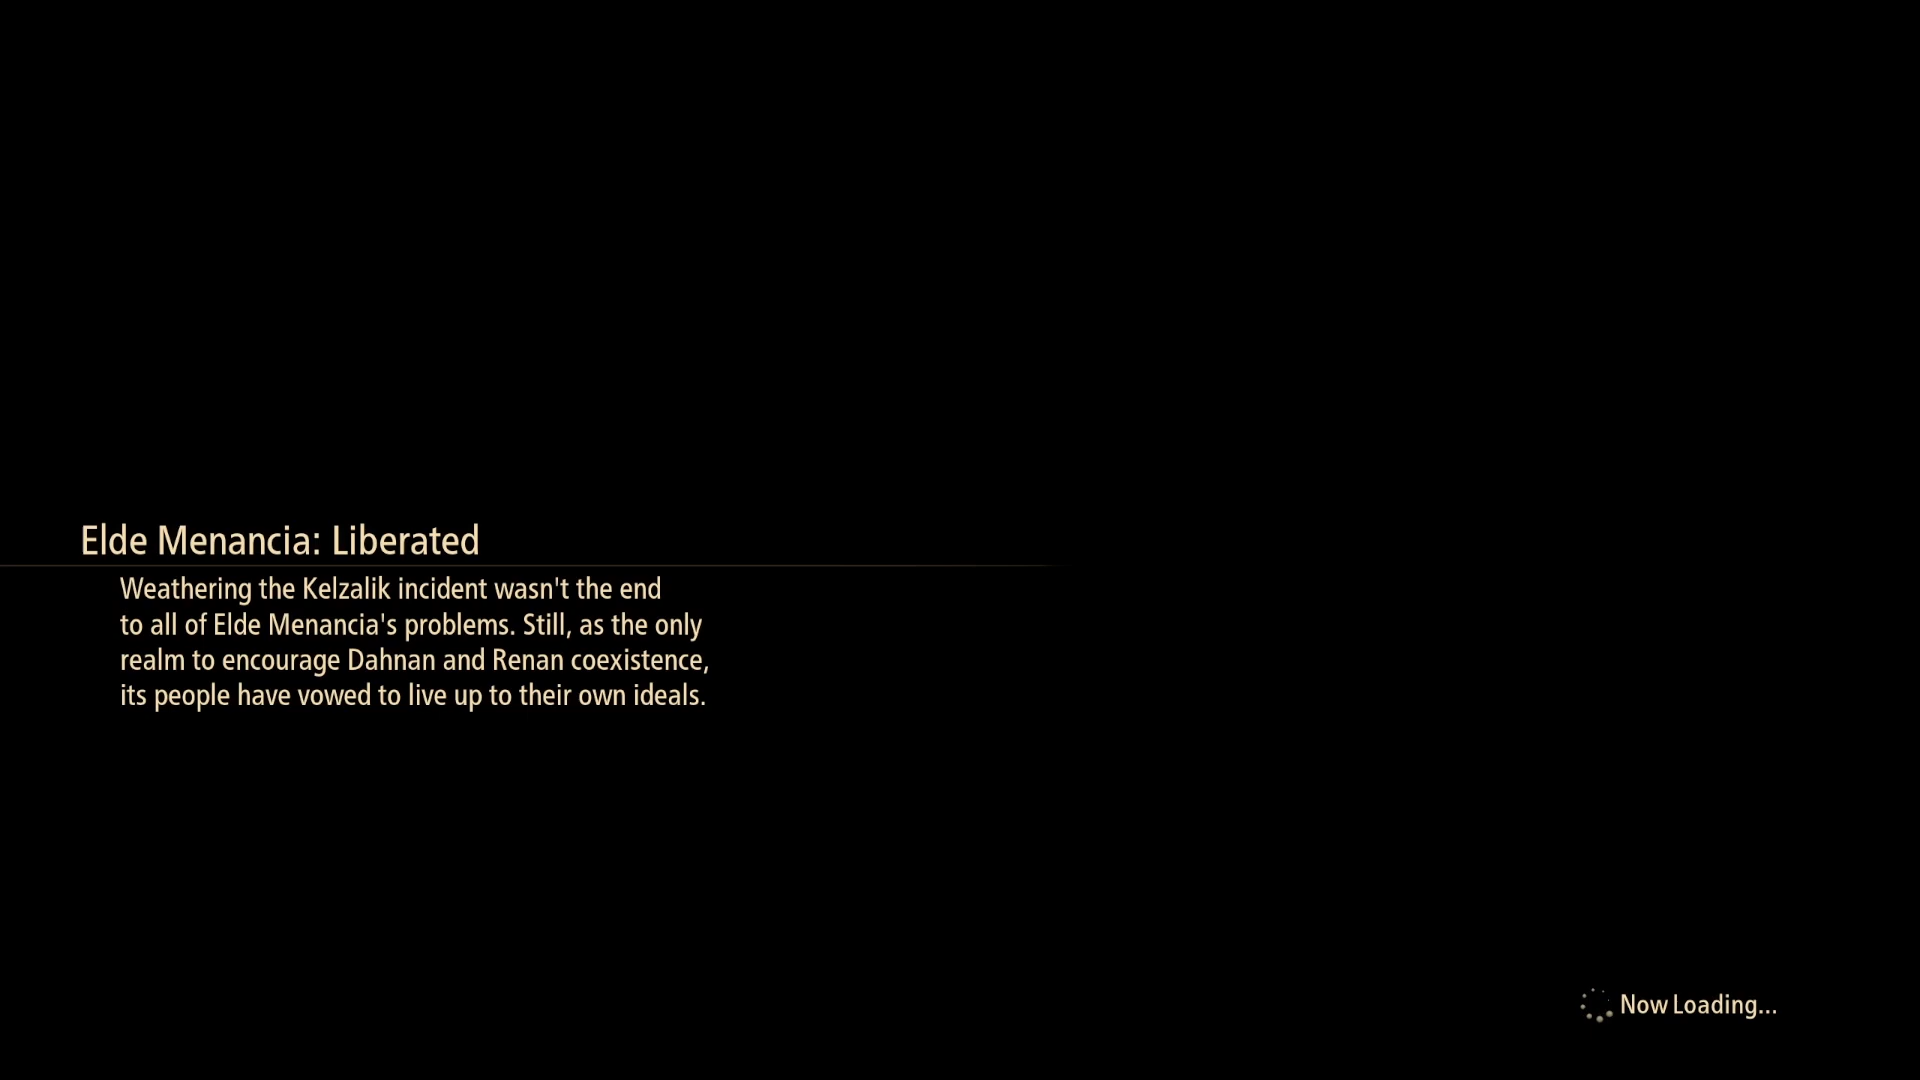 Elde Menancia: Liberated
Weathering the Kelzalik incident wasn't the end
to all of Elde Menancia's problems. Still, as the only
realm to encourage Dahnan and Renan coexistence,
its people have vowed to live up to their own ideals.
Now Loading...